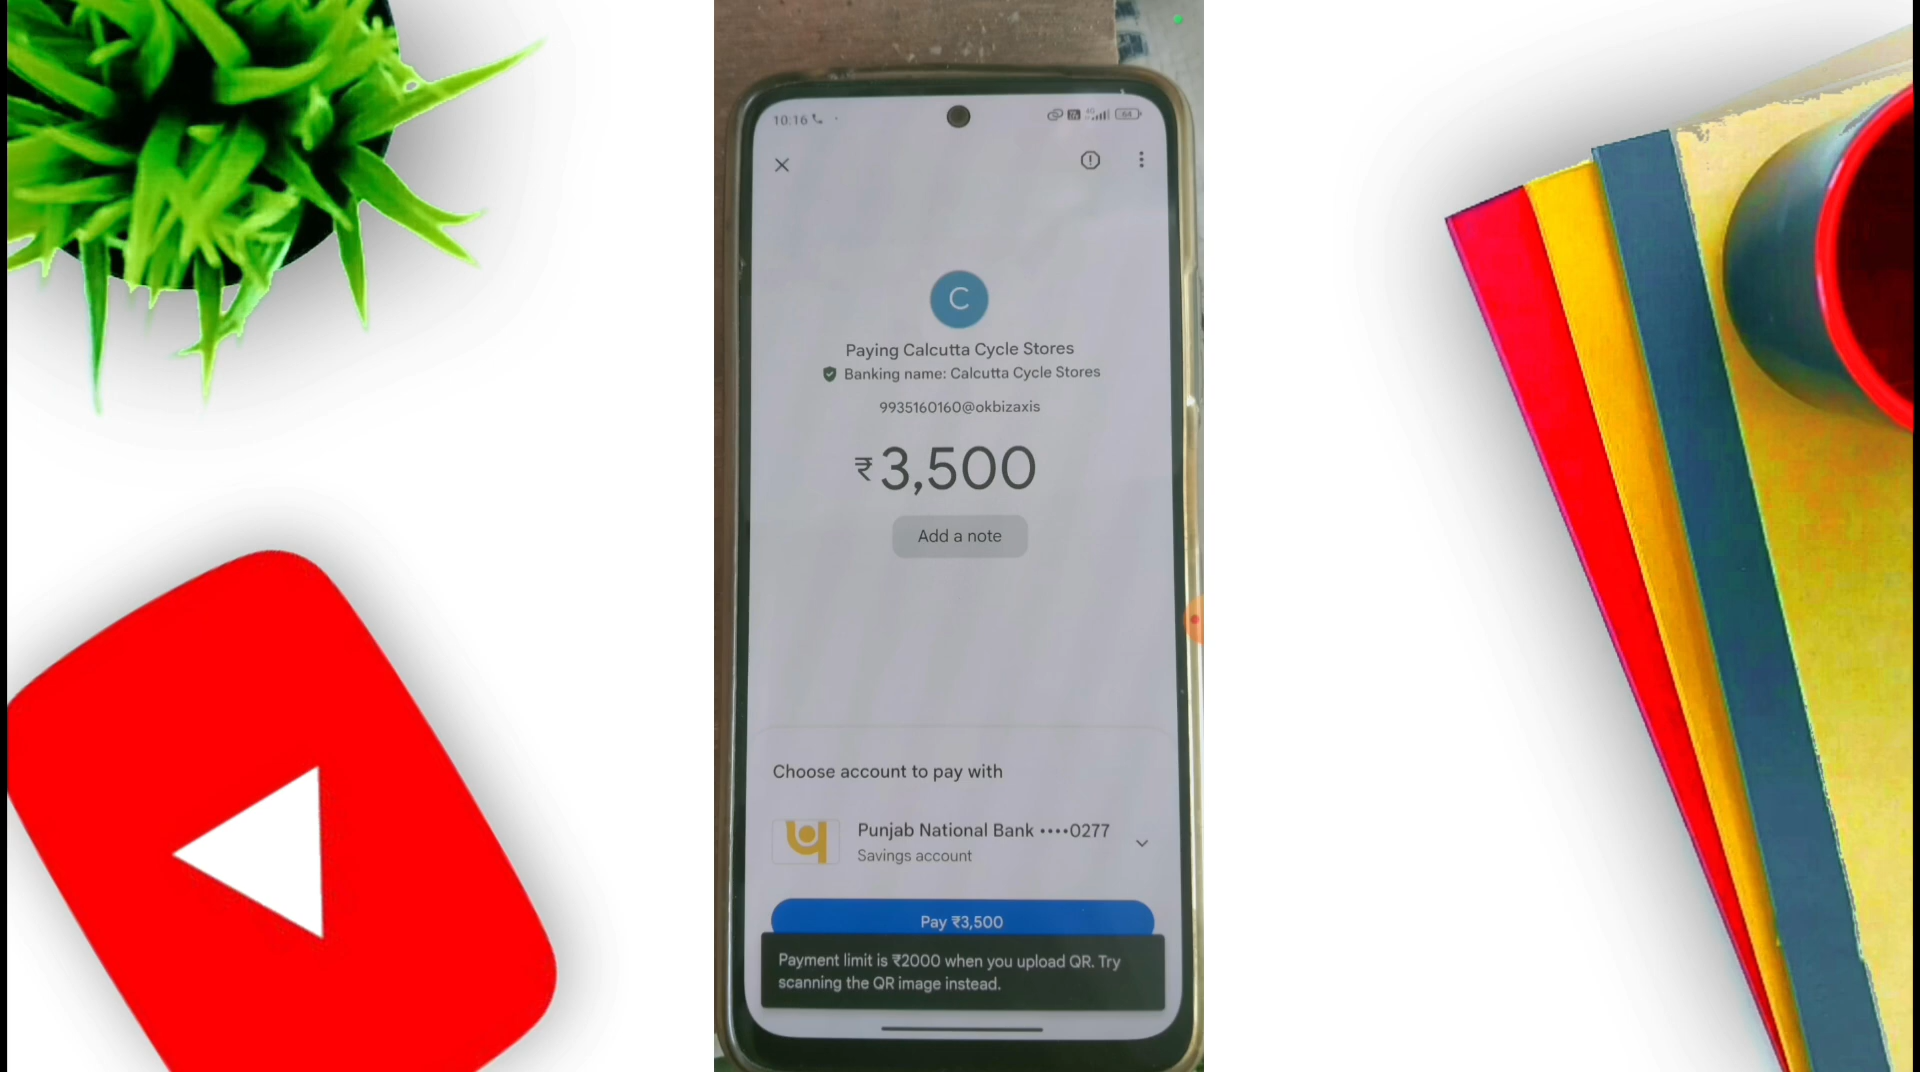 10:16
4G
64
C
Paying Calcutta Cycle Stores
Banking name: Calcutta Cycle Stores
9935160160@okbizaxis
₹3,500
Add a note
Choose account to pay with
Punjab National Bank ••••0277
Savings account
Pay ₹3,500
Payment limit is ₹2000 when you upload QR. Try
scanning the QR image instead.